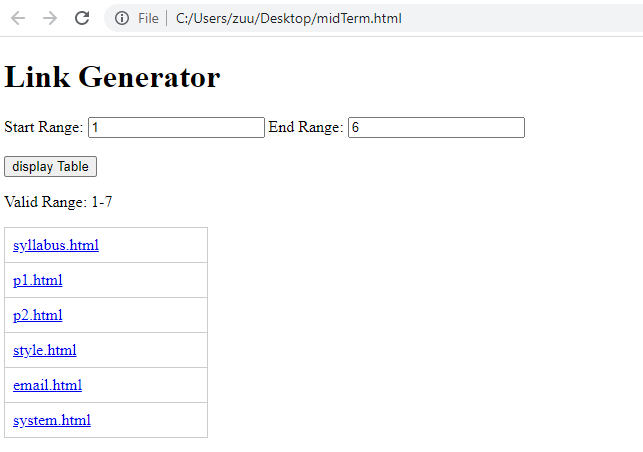 File | C:/Users/zuu/Desktop/midTerm.html
Link Generator
Start Range: 1 End Range: 6
display Table
Valid Range: 1-7
syllabus.html
p1.html
p2.html
style.html
email.html
system.html